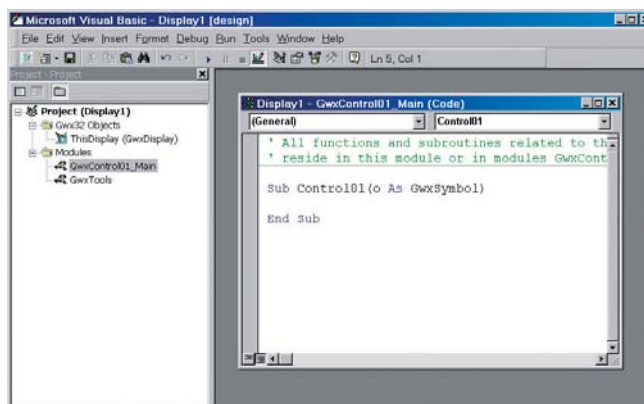 Microsoft Visual Basic - Display1 [design]
File Edit View Insert Format Debug Run Tools Window Help
Ln 5, Col 1
Project - Project
Project (Display1)
Gwx32 Objects
ThisDisplay (GwxDisplay)
Modules
GwxControl01_Main
GwxTools
Display1 - GwxControl01_Main (Code)
(General) Control01
' All functions and subroutines related to th
' reside in this module or in modules GwxCont
Sub Control01(o As GwxSymbol)
End Sub